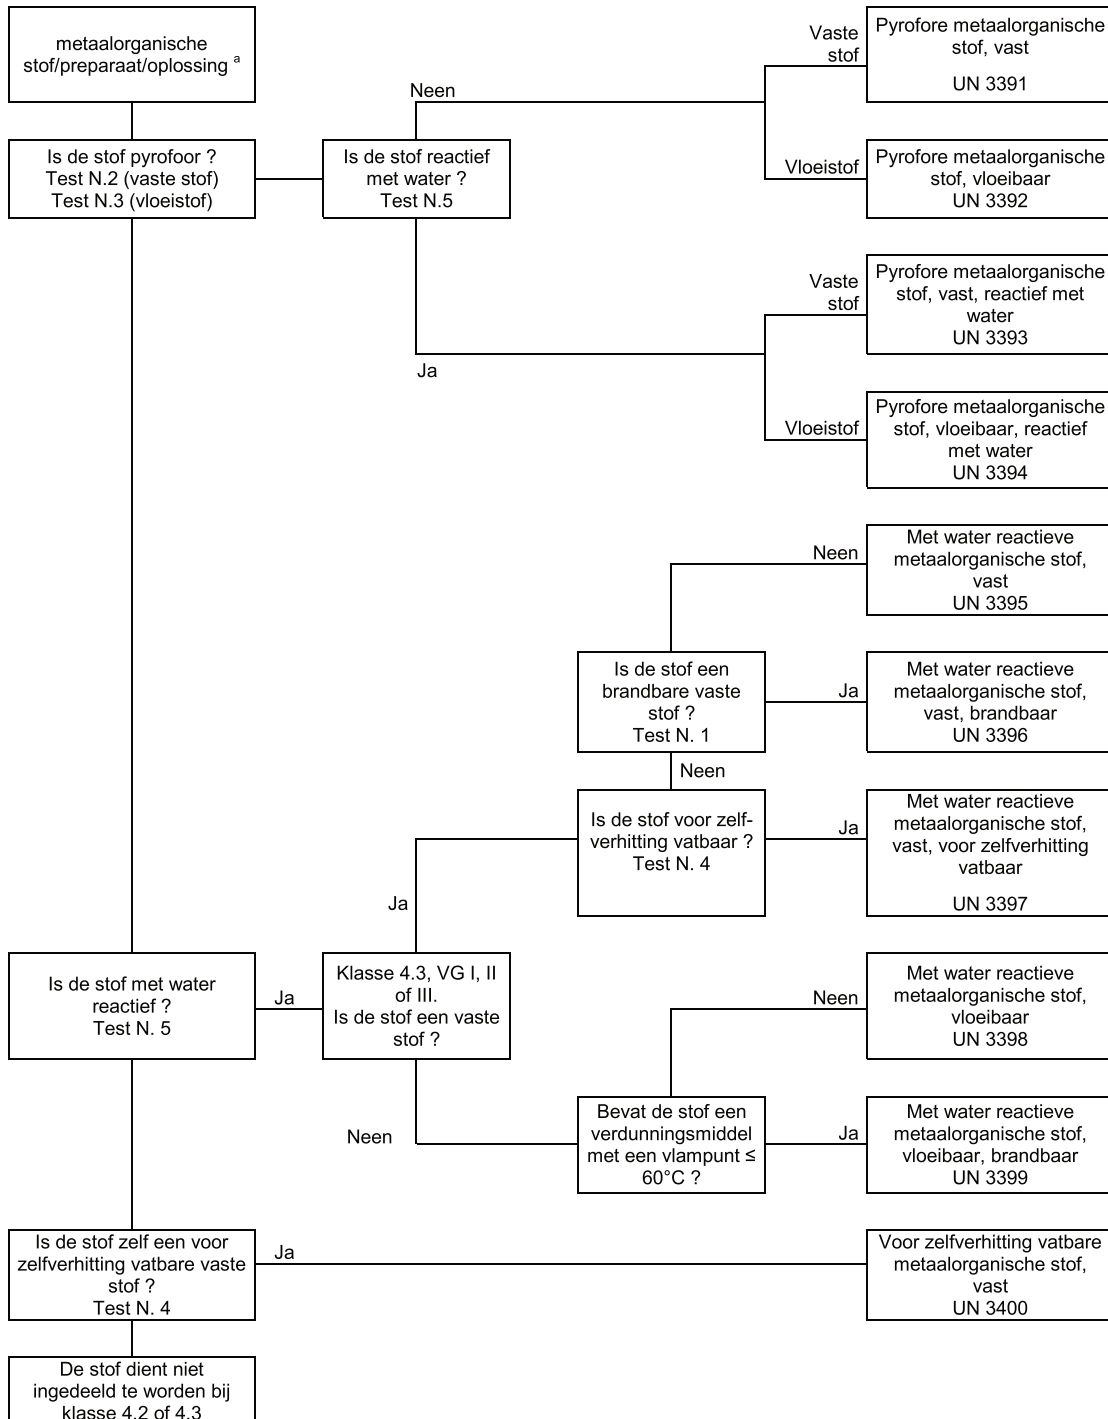 metaalorganische
stof/preparaat/oplossing a
Neen
Vaste
stof
Pyrofore metaalorganische
stof, vast
UN 3391
Is de stof pyrofoor ?
Test N.2 (vaste stof)
Test N.3 (vloeistof)
Is de stof reactief
met water ?
Test N.5
Vloeistof
Pyrofore metaalorganische
stof, vloeibaar
UN 3392
Vaste
stof
Pyrofore metaalorganische
stof, vast, reactief met
water
UN 3393
Ja
Vloeistof
Pyrofore metaalorganische
stof, vloeibaar, reactief
met water
UN 3394
Neen
Met water reactieve
metaalorganische stof,
vast
UN 3395
Is de stof een
brandbare vaste
stof ?
Test N. 1
Ja
Met water reactieve
metaalorganische stof,
vast, brandbaar
UN 3396
Neen
Is de stof voor zelf-
verhitting vatbaar ?
Test N. 4
Ja
Met water reactieve
metaalorganische stof,
vast, voor zelfverhitting
vatbaar
UN 3397
Ja
Is de stof met water
reactief ?
Test N. 5
Ja
Klasse 4.3, VG I, II
of III.
Is de stof een vaste
stof ?
Neen
Met water reactieve
metaalorganische stof,
vloeibaar
UN 3398
Neen
Bevat de stof een
verdunningsmiddel
met een vlampunt ≤
60°C ?
Ja
Met water reactieve
metaalorganische stof,
vloeibaar, brandbaar
UN 3399
Is de stof zelf een voor
zelfverhitting vatbare vaste
stof ?
Test N. 4
Ja
Voor zelfverhitting vatbare
metaalorganische stof,
vast
UN 3400
De stof dient niet
ingedeeld te worden bij
klasse 4.2 of 4.3